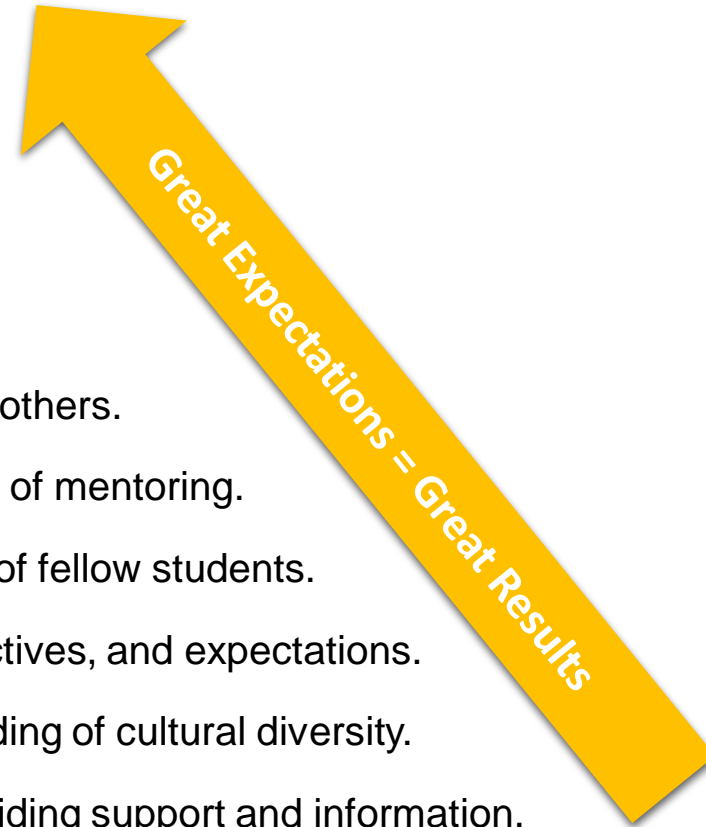 Great Expectations = Great Results
others.
of mentoring.
of fellow students.
ctives, and expectations.
ding of cultural diversity.
iding support and information.